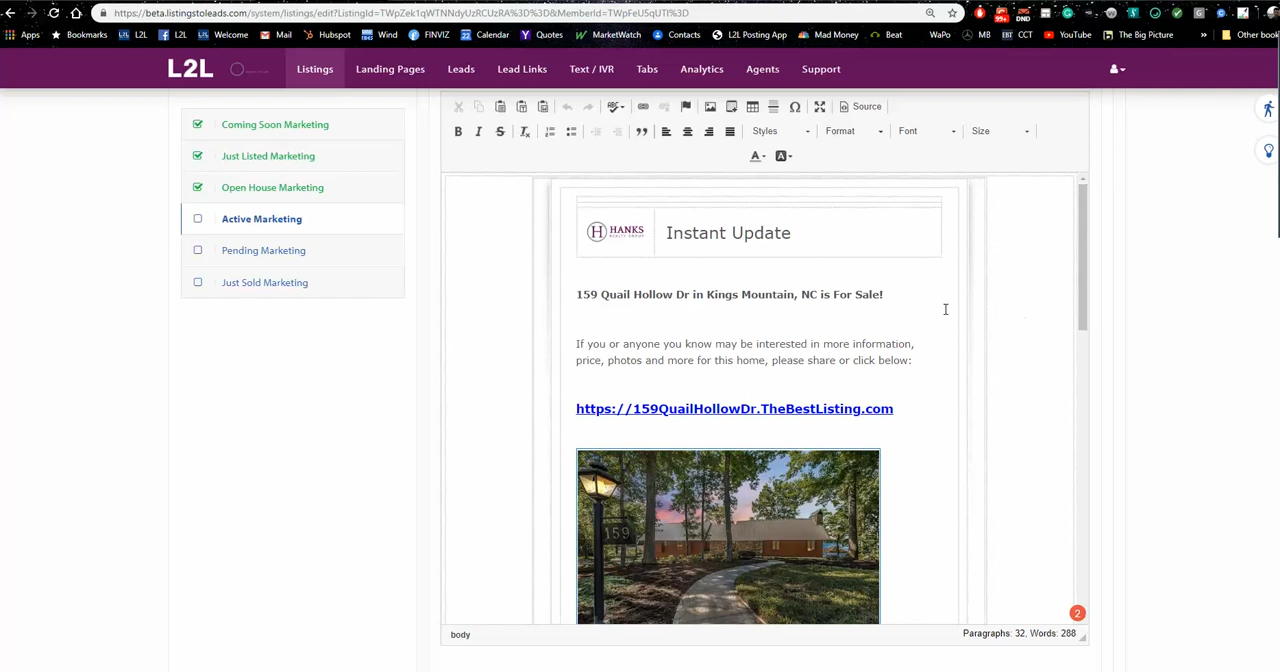 https://beta.listingstoleads.com/system/listings/edit?ListingId=TWpZek1qWTNNdyUzRCUzRA%3D%3D&MemberId=TWpFeU5qUTI%3D
Apps Bookmarks L2L L2L Welcome Mail Hubspot Wind FINVIZ Calendar Quotes MarketWatch Contacts L2L Posting App Mad Money Beat WaPo MB CCT YouTube The Big Picture » Other book
L2L Listings Landing Pages Leads Lead Links Text / IVR Tabs Analytics Agents Support
Coming Soon Marketing
Just Listed Marketing
Open House Marketing
Active Marketing
Pending Marketing
Just Sold Marketing
Source
Styles Format Font Size
HANKS
Instant Update
159 Quail Hollow Dr in Kings Mountain, NC is For Sale!
If you or anyone you know may be interested in more information,
price, photos and more for this home, please share or click below:
https://159QuailHollowDr.TheBestListing.com
159
2
body
Paragraphs: 32, Words: 288